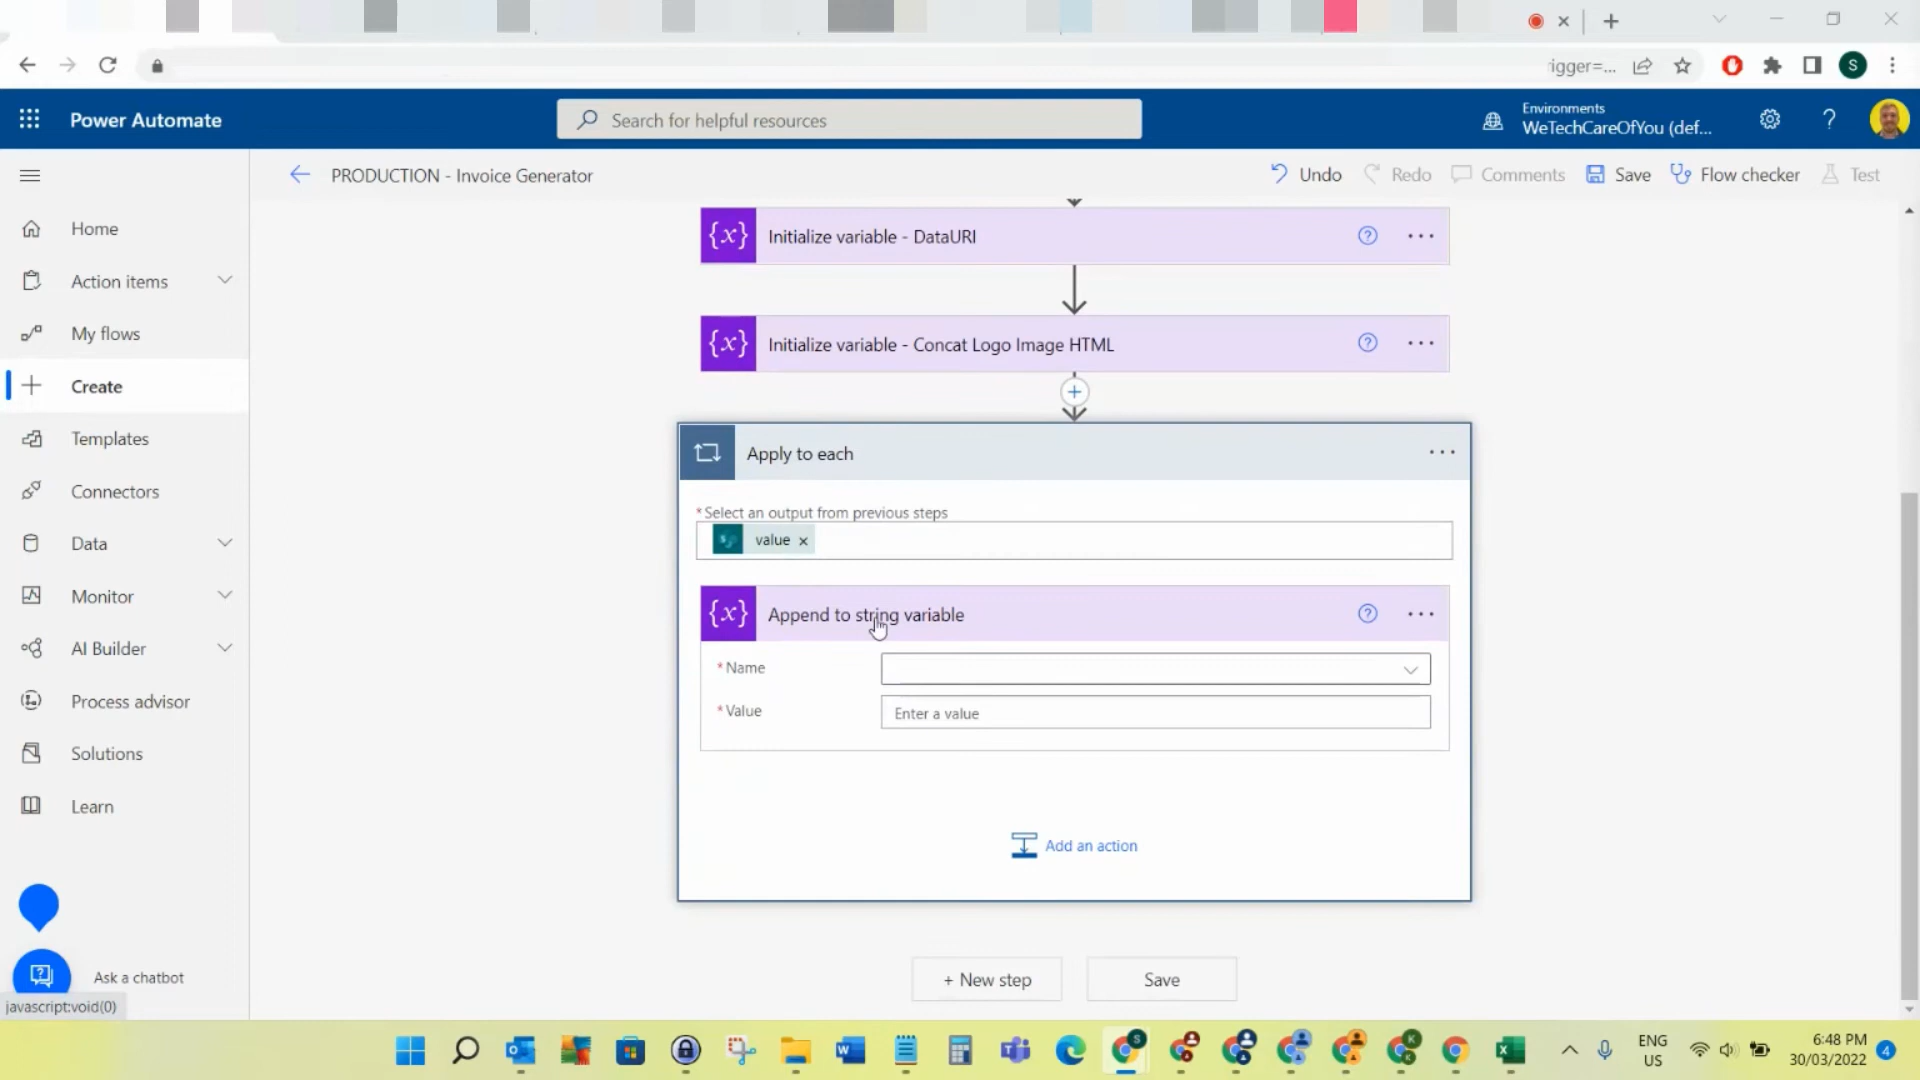 rigger=...
S
Power Automate
Search for helpful resources
Environments
WeTechCareOfYou (def...
PRODUCTION - Invoice Generator
Undo
Redo
Comments
Save
Flow checker
Test
Home
Action items
My flows
Create
Templates
Connectors
Data
Monitor
AI Builder
Process advisor
Solutions
Learn
Ask a chatbot
javascript:void(0)
{x} Initialize variable - DataURI
{x} Initialize variable - Concat Logo Image HTML
Apply to each
* Select an output from previous steps
value ×
{x} Append to string variable
* Name
* Value
Enter a value
Add an action
+ New step
Save
ENG
US
6:48 PM
30/03/2022
4